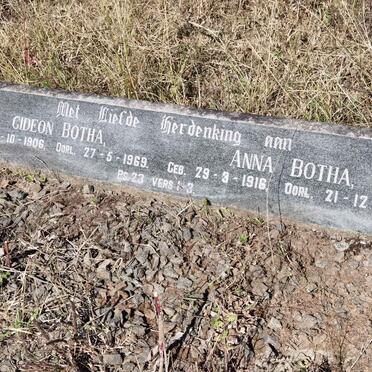 Met Liefde Herdenking aan
GIDEON BOTHA, ANNA BOTHA,
10-1906, OORL. 27-5-1969. GEB. 29-3-1916, OORL. 21-12
PS. 23 VERS 1-3